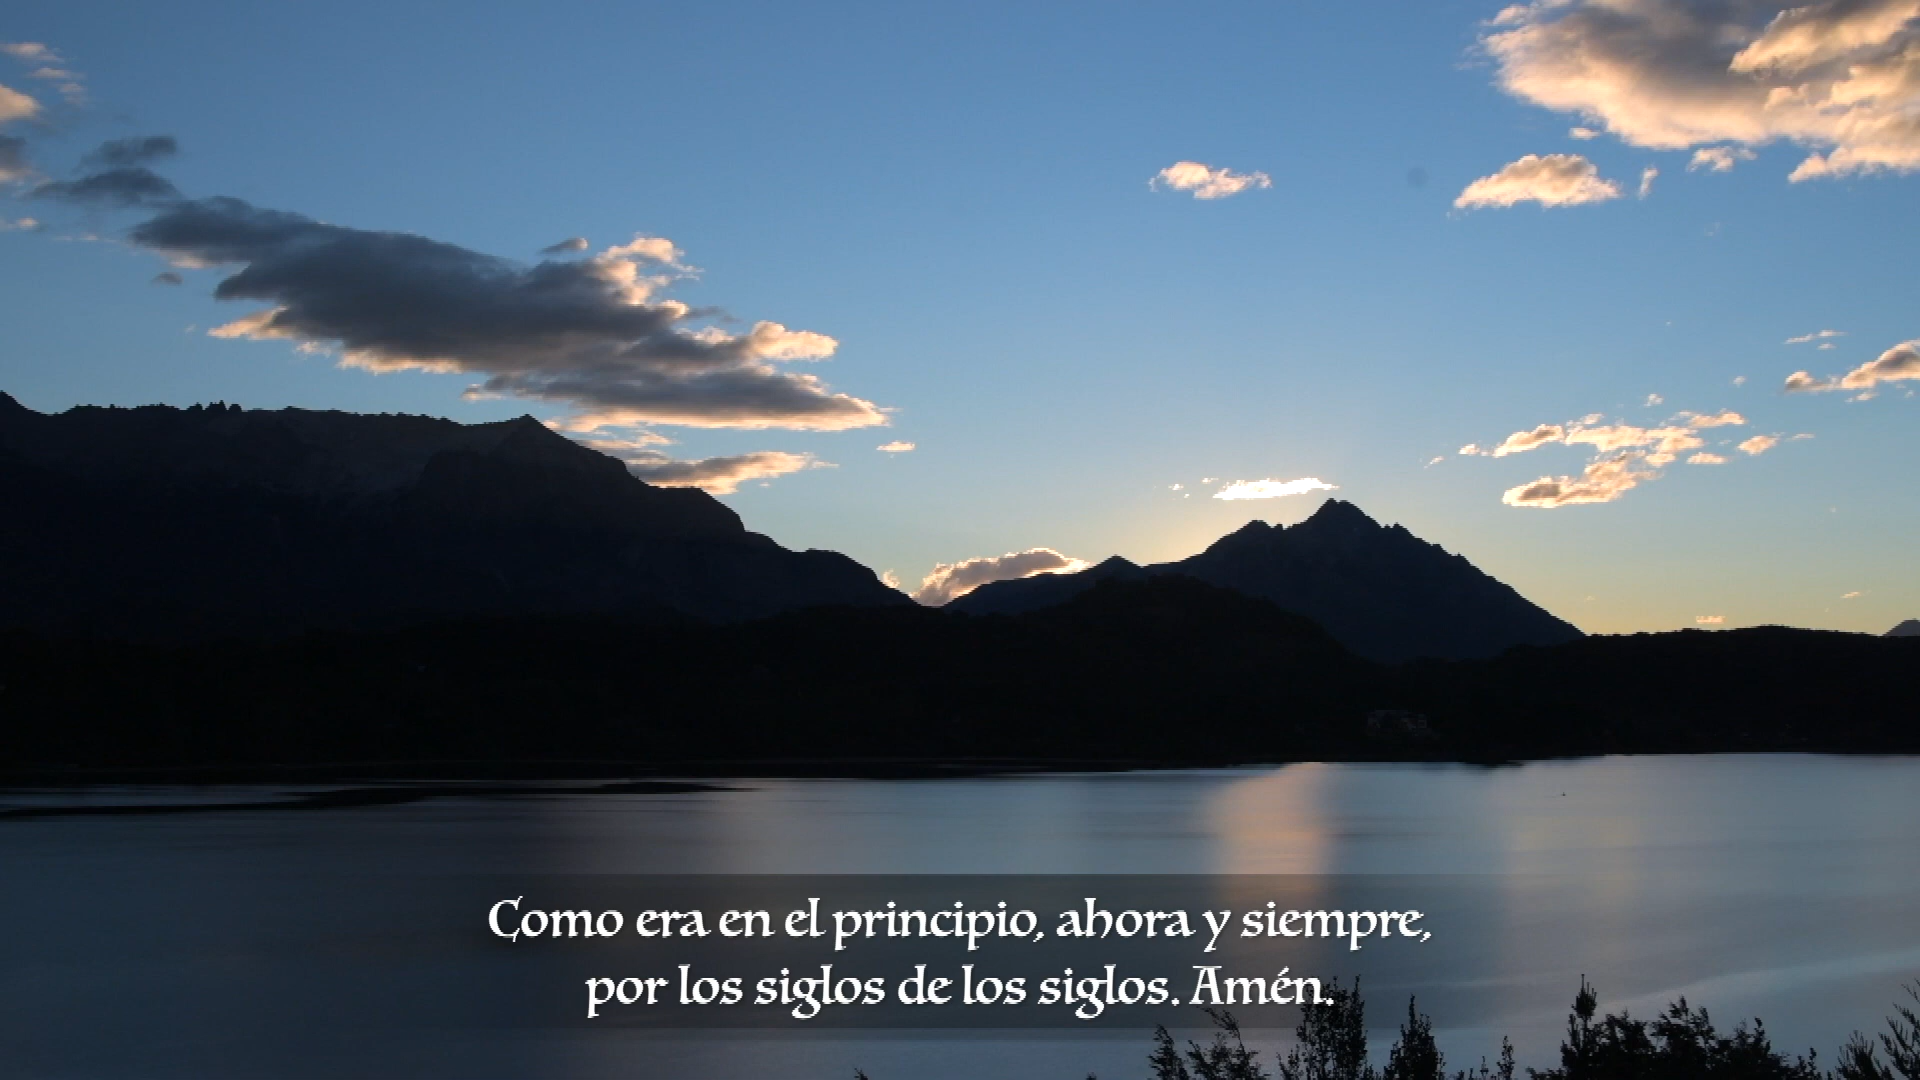 Como era en el principio, ahora y siempre,
por los siglos de los siglos. Amén.